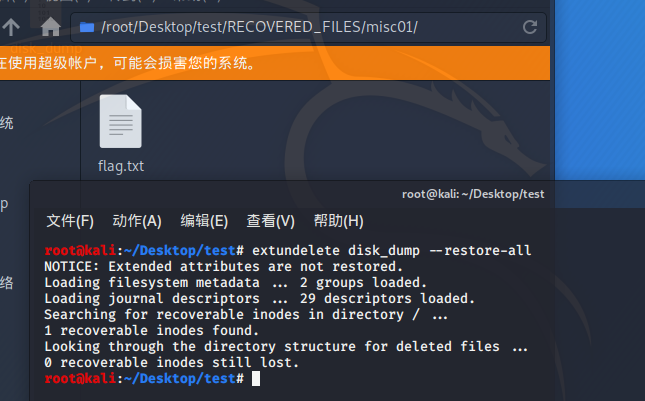 /root/Desktop/test/RECOVERED_FILES/misc01/
disk_dump
在使用超级帐户，可能会损害您的系统。
统
flag.txt
p
络
root@kali: ~/Desktop/test
文件(F) 动作(A) 编辑(E) 查看(V) 帮助(H)
root@kali:~/Desktop/test# extundelete disk_dump --restore-all
NOTICE: Extended attributes are not restored.
Loading filesystem metadata ... 2 groups loaded.
Loading journal descriptors ... 29 descriptors loaded.
Searching for recoverable inodes in directory / ...
1 recoverable inodes found.
Looking through the directory structure for deleted files ...
0 recoverable inodes still lost.
root@kali:~/Desktop/test#